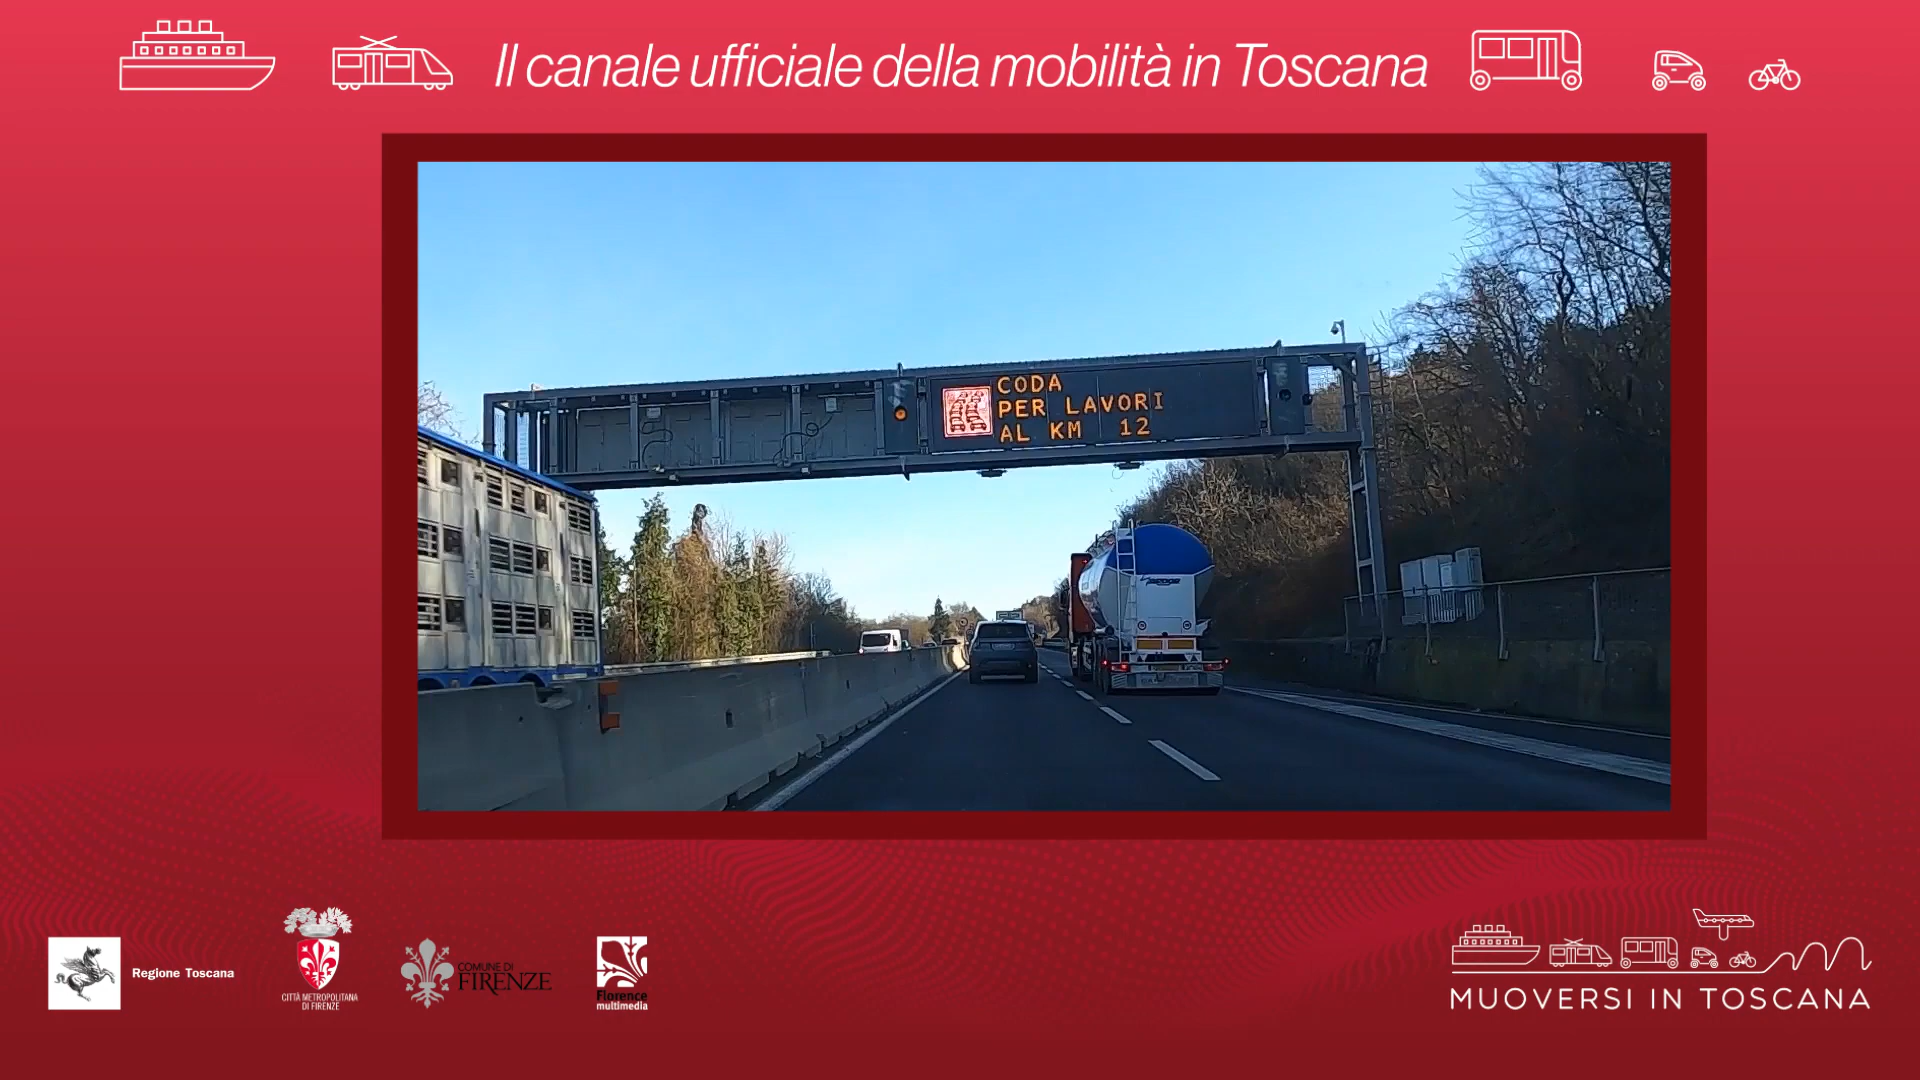 Il canale ufficiale della mobilità in Toscana
CODA
PER LAVORI
AL KM 12
Regione Toscana
CITTÀ METROPOLITANA
DI FIRENZE
COMUNE DI
FIRENZE
Florence
multimedia
MUOVERSI IN TOSCANA